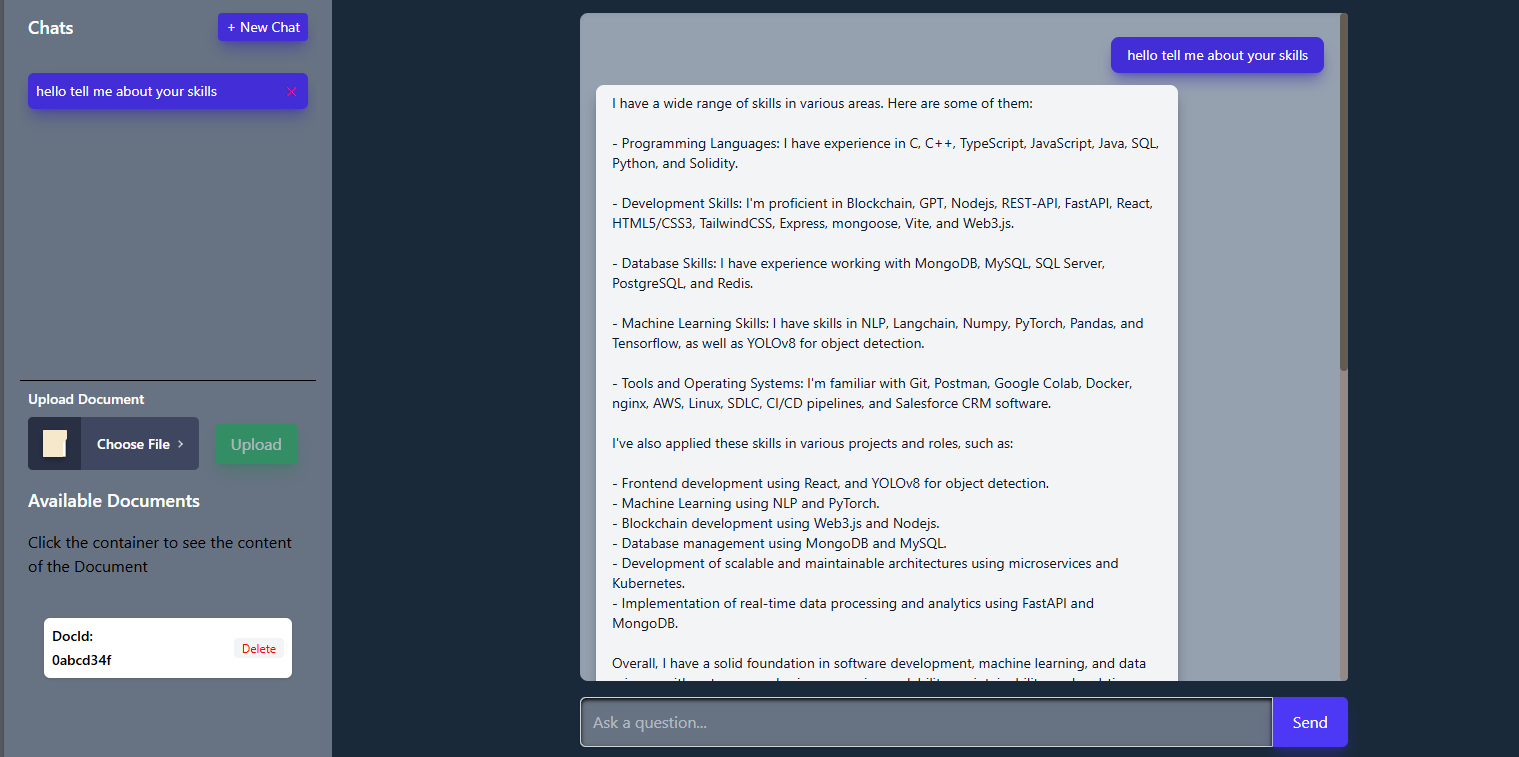 Chats
+ New Chat
hello tell me about your skills
Upload Document
Choose File
Upload
Available Documents
Click the container to see the content
of the Document
DocId:
0abcd34f
Delete
hello tell me about your skills
I have a wide range of skills in various areas. Here are some of them:
- Programming Languages: I have experience in C, C++, TypeScript, JavaScript, Java, SQL,
Python, and Solidity.
- Development Skills: I'm proficient in Blockchain, GPT, Nodejs, REST-API, FastAPI, React,
HTML5/CSS3, TailwindCSS, Express, mongoose, Vite, and Web3.js.
- Database Skills: I have experience working with MongoDB, MySQL, SQL Server,
PostgreSQL, and Redis.
- Machine Learning Skills: I have skills in NLP, Langchain, Numpy, PyTorch, Pandas, and
Tensorflow, as well as YOLOv8 for object detection.
- Tools and Operating Systems: I'm familiar with Git, Postman, Google Colab, Docker,
nginx, AWS, Linux, SDLC, CI/CD pipelines, and Salesforce CRM software.
I've also applied these skills in various projects and roles, such as:
- Frontend development using React, and YOLOv8 for object detection.
- Machine Learning using NLP and PyTorch.
- Blockchain development using Web3.js and Nodejs.
- Database management using MongoDB and MySQL.
- Development of scalable and maintainable architectures using microservices and
Kubernetes.
- Implementation of real-time data processing and analytics using FastAPI and
MongoDB.
Overall, I have a solid foundation in software development, machine learning, and data
Ask a question...
Send